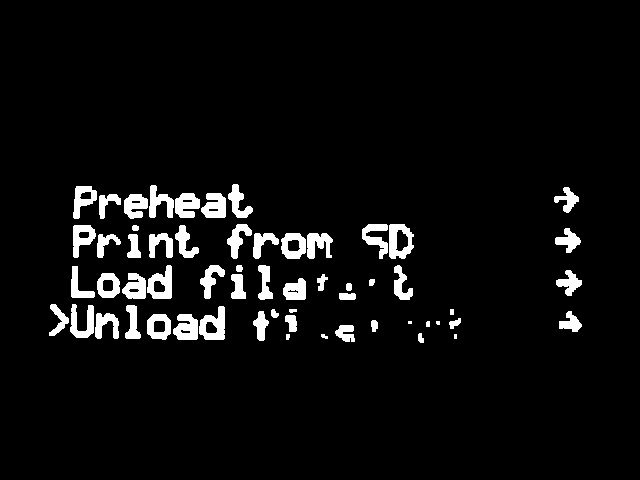 Preheat →
Print from SD →
Load →
>Unload →